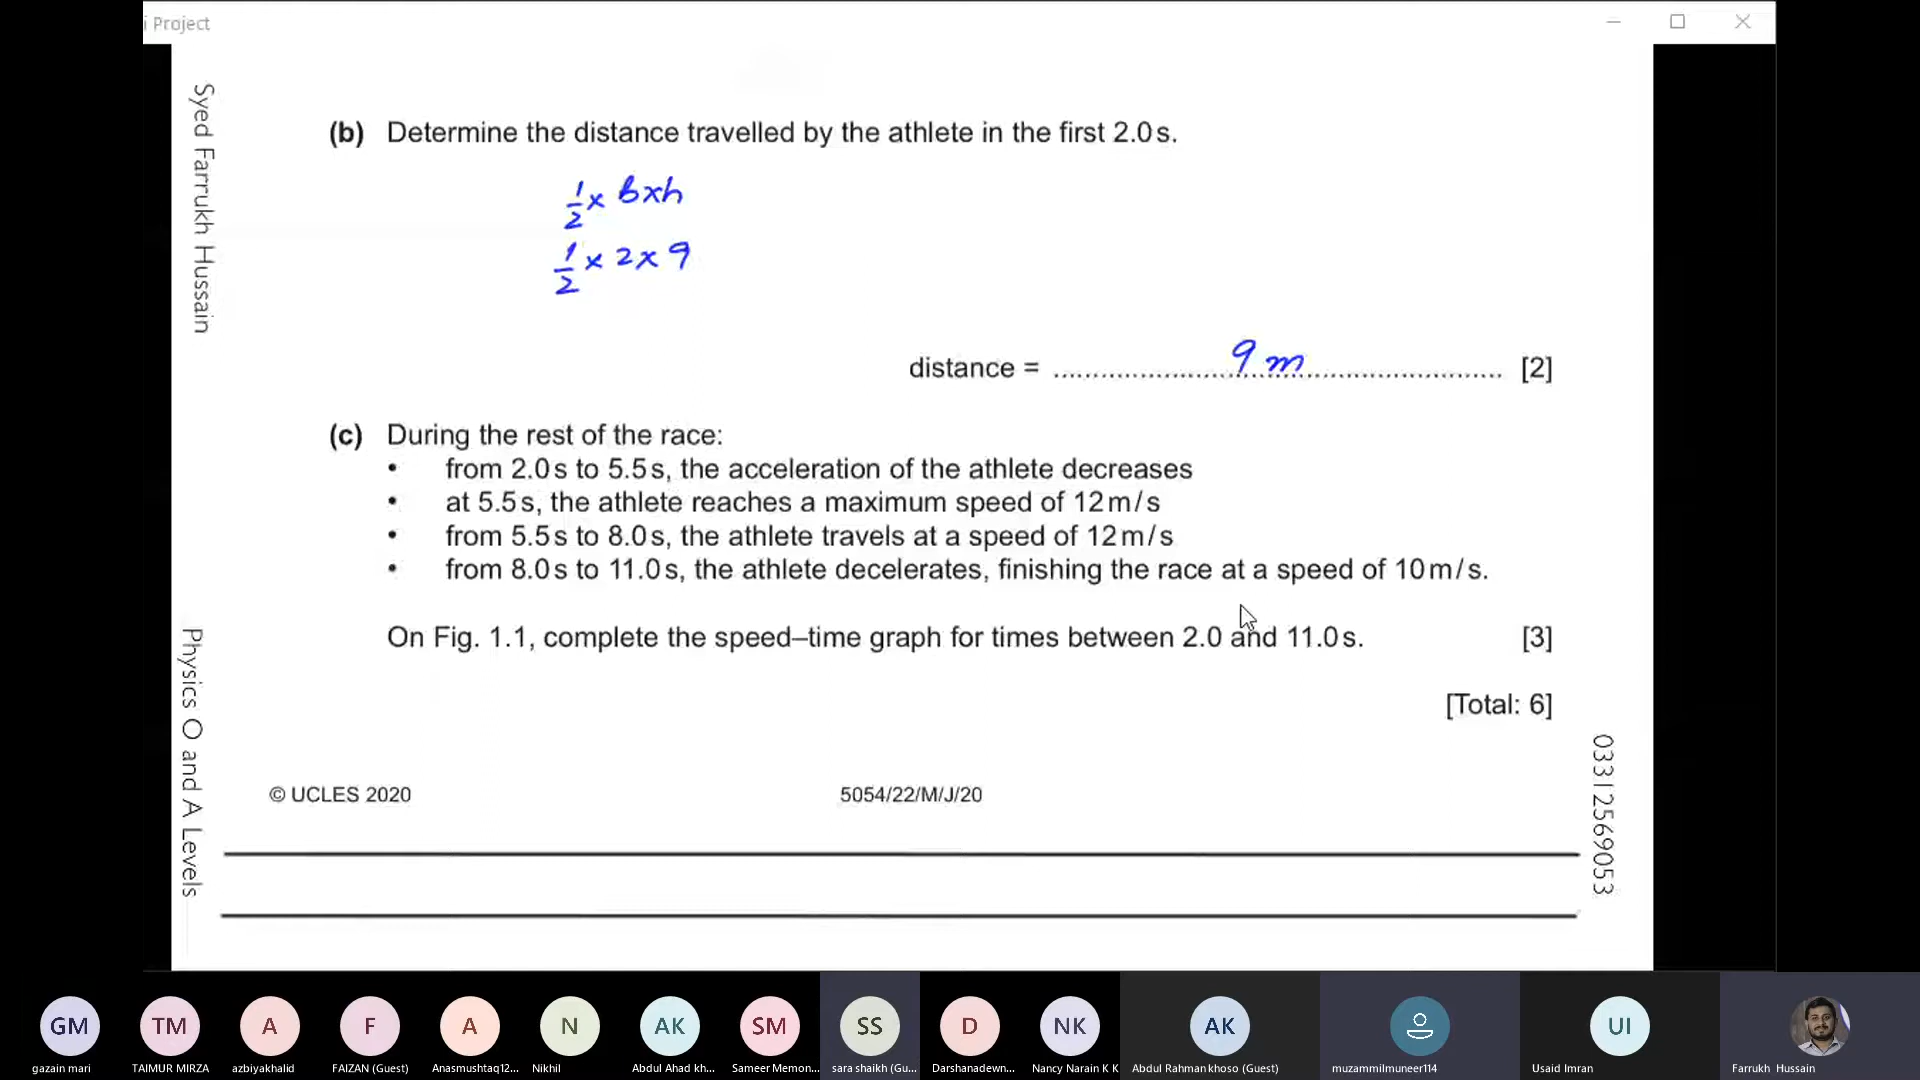 i Project
Syed Farrukh Hussain
(b) Determine the distance travelled by the athlete in the first 2.0 s.
1/2 x b x h
1/2 x 2 x 9
distance = .......... 9 m .......... [2]
(c) During the rest of the race:
• from 2.0 s to 5.5 s, the acceleration of the athlete decreases
• at 5.5 s, the athlete reaches a maximum speed of 12 m / s
• from 5.5 s to 8.0 s, the athlete travels at a speed of 12 m / s
• from 8.0 s to 11.0 s, the athlete decelerates, finishing the race at a speed of 10 m / s.
On Fig. 1.1, complete the speed–time graph for times between 2.0 and 11.0 s. [3]
[Total: 6]
Physics O and A Levels
03312569053
© UCLES 2020 5054/22/M/J/20
GM TM A F A N AK SM SS D NK AK UI
gazain mari TAIMUR MIRZA azbiyakhalid FAIZAN (Guest) Anasmushtaq12... Nikhil Abdul Ahad kh... Sameer Memon... sara shaikh (Gu... Darshanadewn... Nancy Narain K K Abdul Rahman khoso (Guest) muzammilmuneer114 Usaid Imran Farrukh Hussain